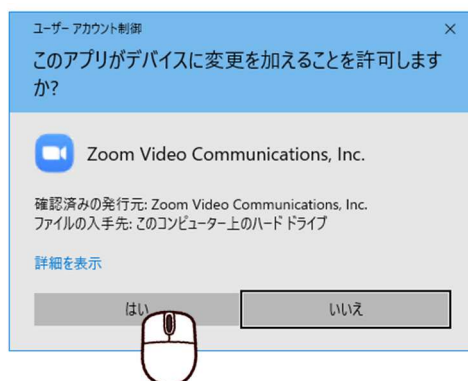 ユーザー アカウント制御
このアプリがデバイスに変更を加えることを許可します
か?
Zoom Video Communications, Inc.
確認済みの発行元: Zoom Video Communications, Inc.
ファイルの入手先: このコンピューター上のハード ドライブ
詳細を表示
はい
いいえ